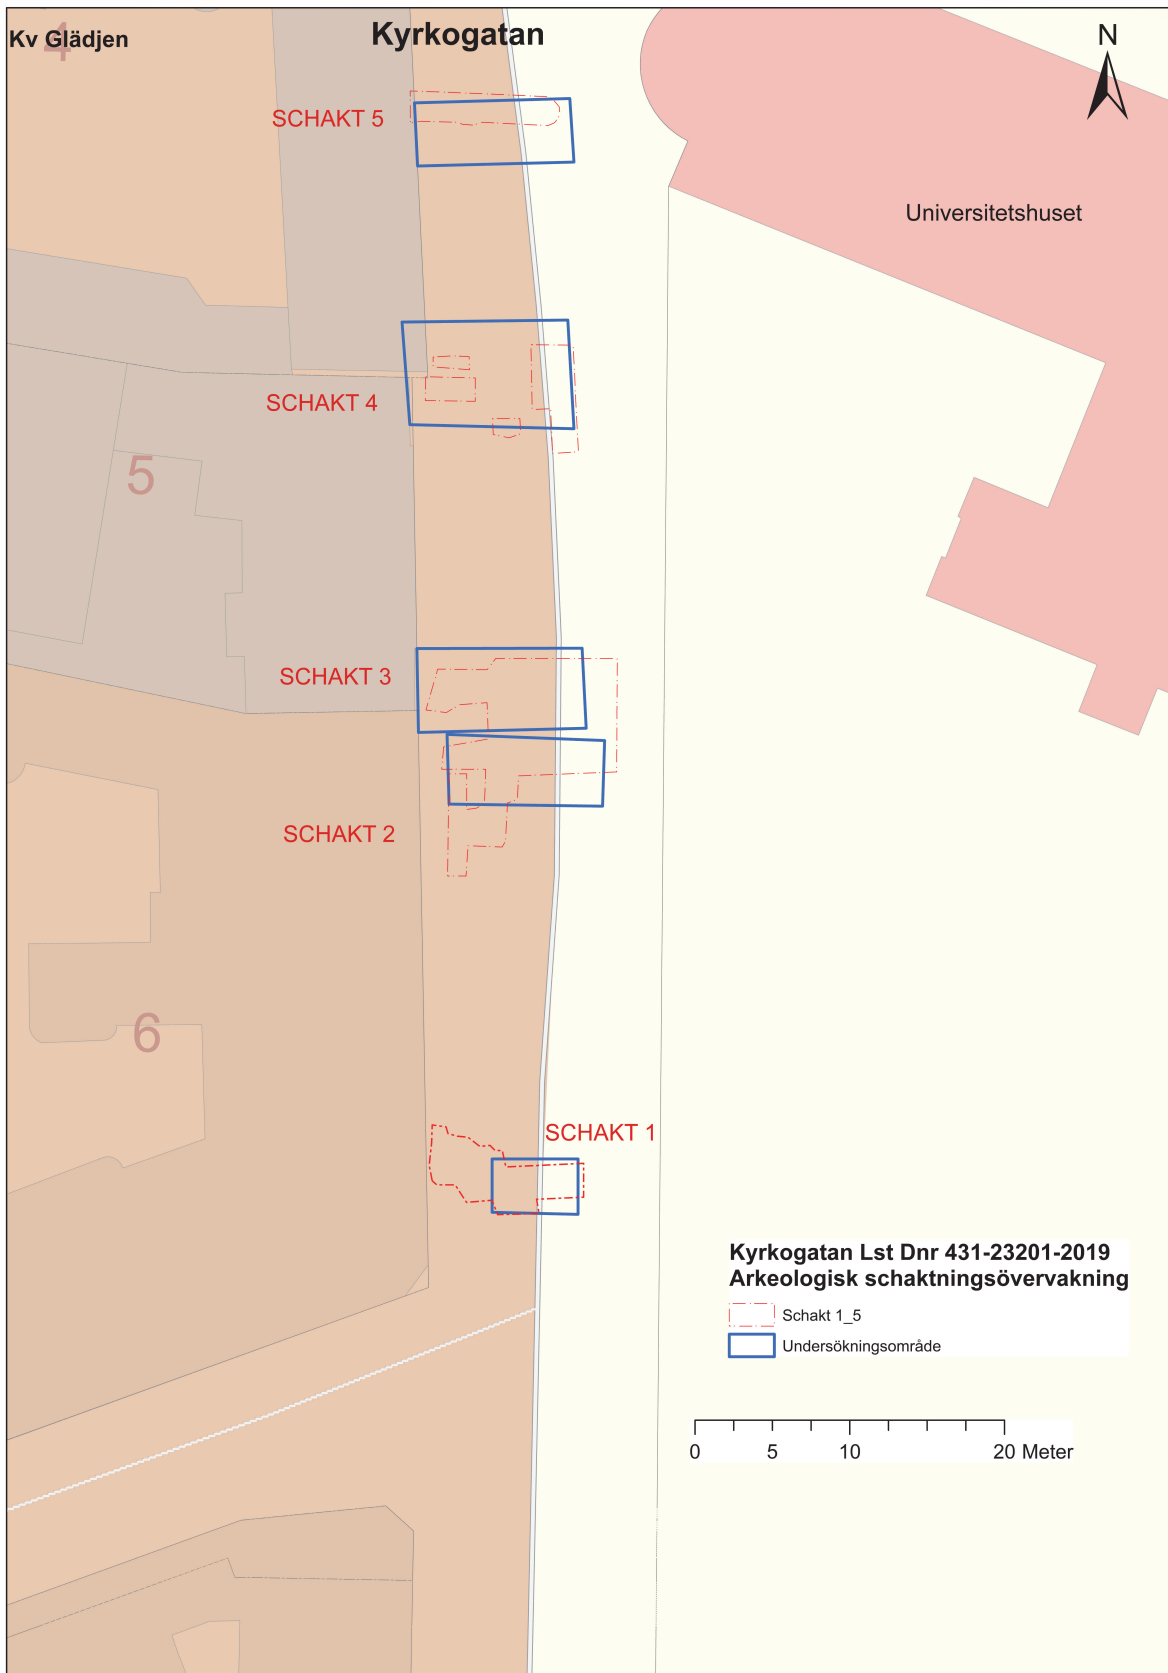 Kv Glädjen
4
Kyrkogatan
N
SCHAKT 5
Universitetshuset
SCHAKT 4
5
SCHAKT 3
SCHAKT 2
6
SCHAKT 1
Kyrkogatan Lst Dnr 431-23201-2019
Arkeologisk schaktningsövervakning
Schakt 1_5
Undersökningsområde
0 5 10 20 Meter